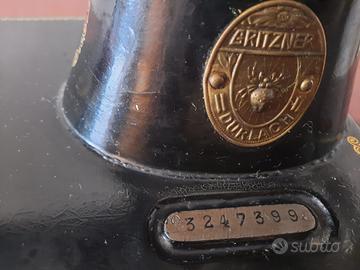 GRITZNER
DURLACH
3247399
subito